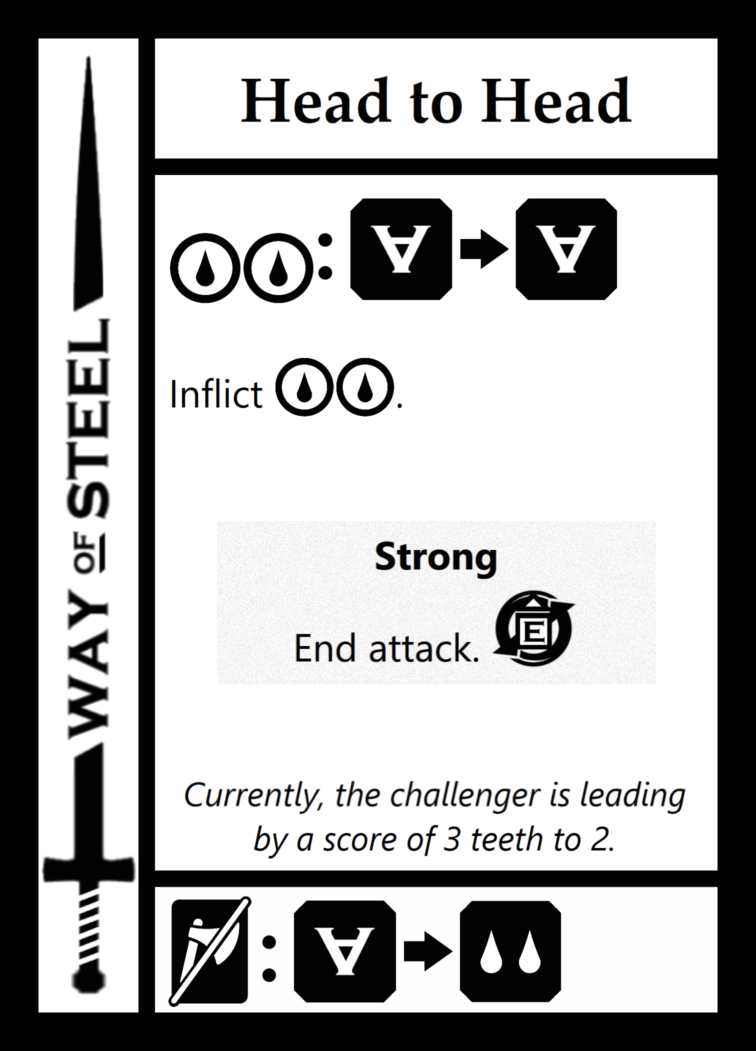 Head to Head
WAY OF STEEL
: ∀ ∀
Inflict .
Strong
End attack. E
Currently, the challenger is leading
by a score of 3 teeth to 2.
: ∀